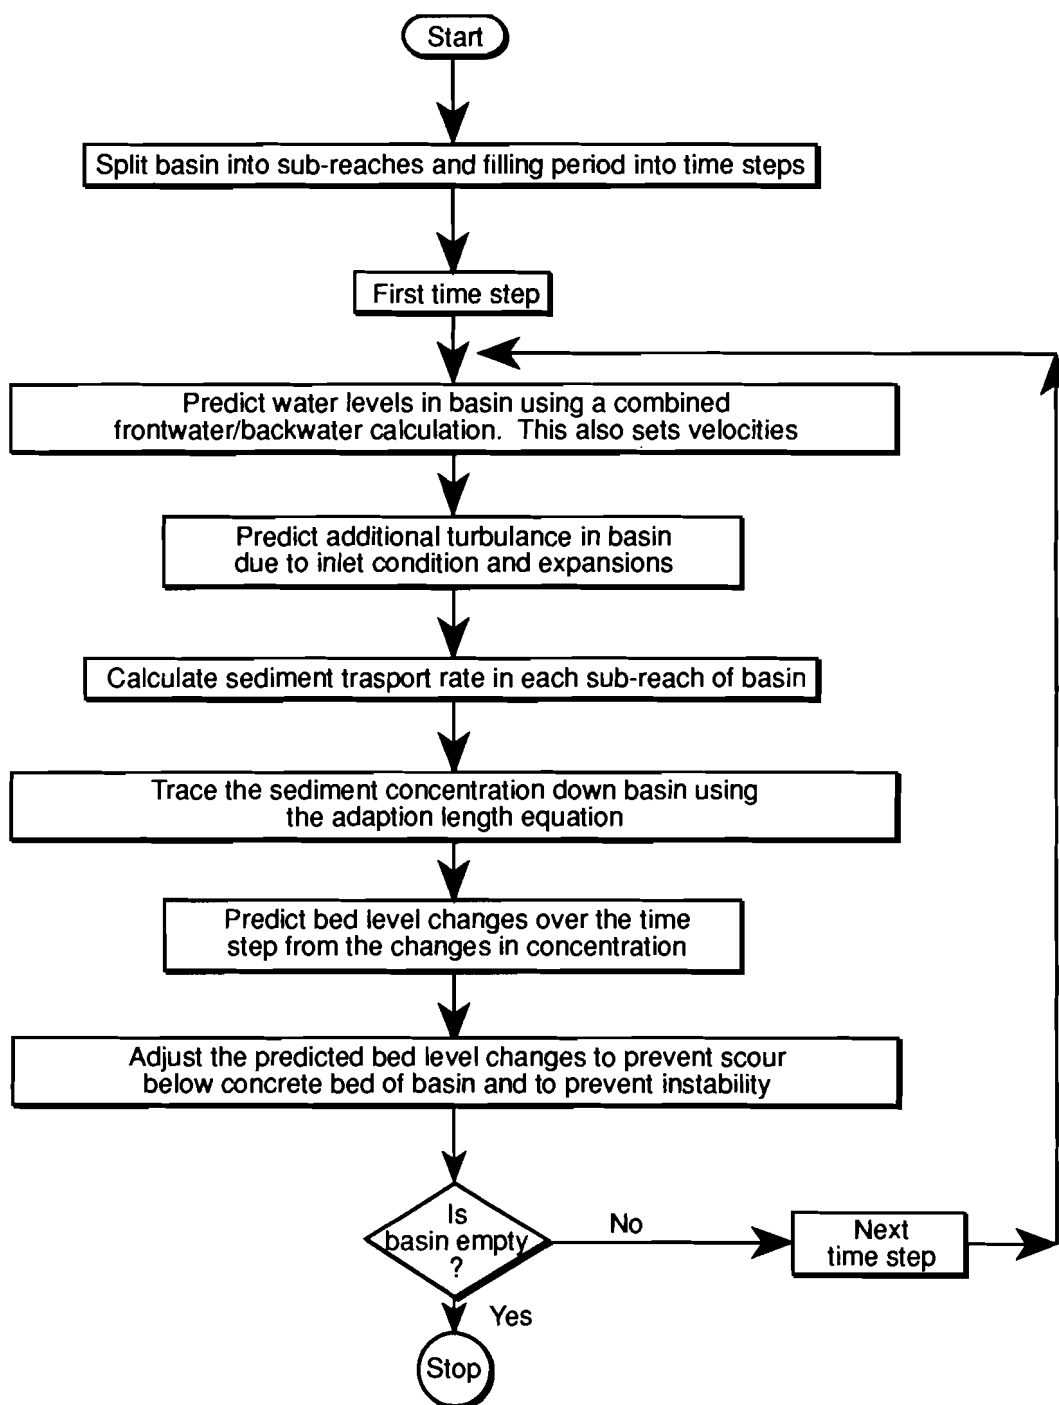 Start
Split basin into sub-reaches and filling period into time steps
First time step
Predict water levels in basin using a combined
frontwater/backwater calculation. This also sets velocities
Predict additional turbulance in basin
due to inlet condition and expansions
Calculate sediment trasport rate in each sub-reach of basin
Trace the sediment concentration down basin using
the adaption length equation
Predict bed level changes over the time
step from the changes in concentration
Adjust the predicted bed level changes to prevent scour
below concrete bed of basin and to prevent instability
Is
basin empty
?
No
Next
time step
Yes
Stop